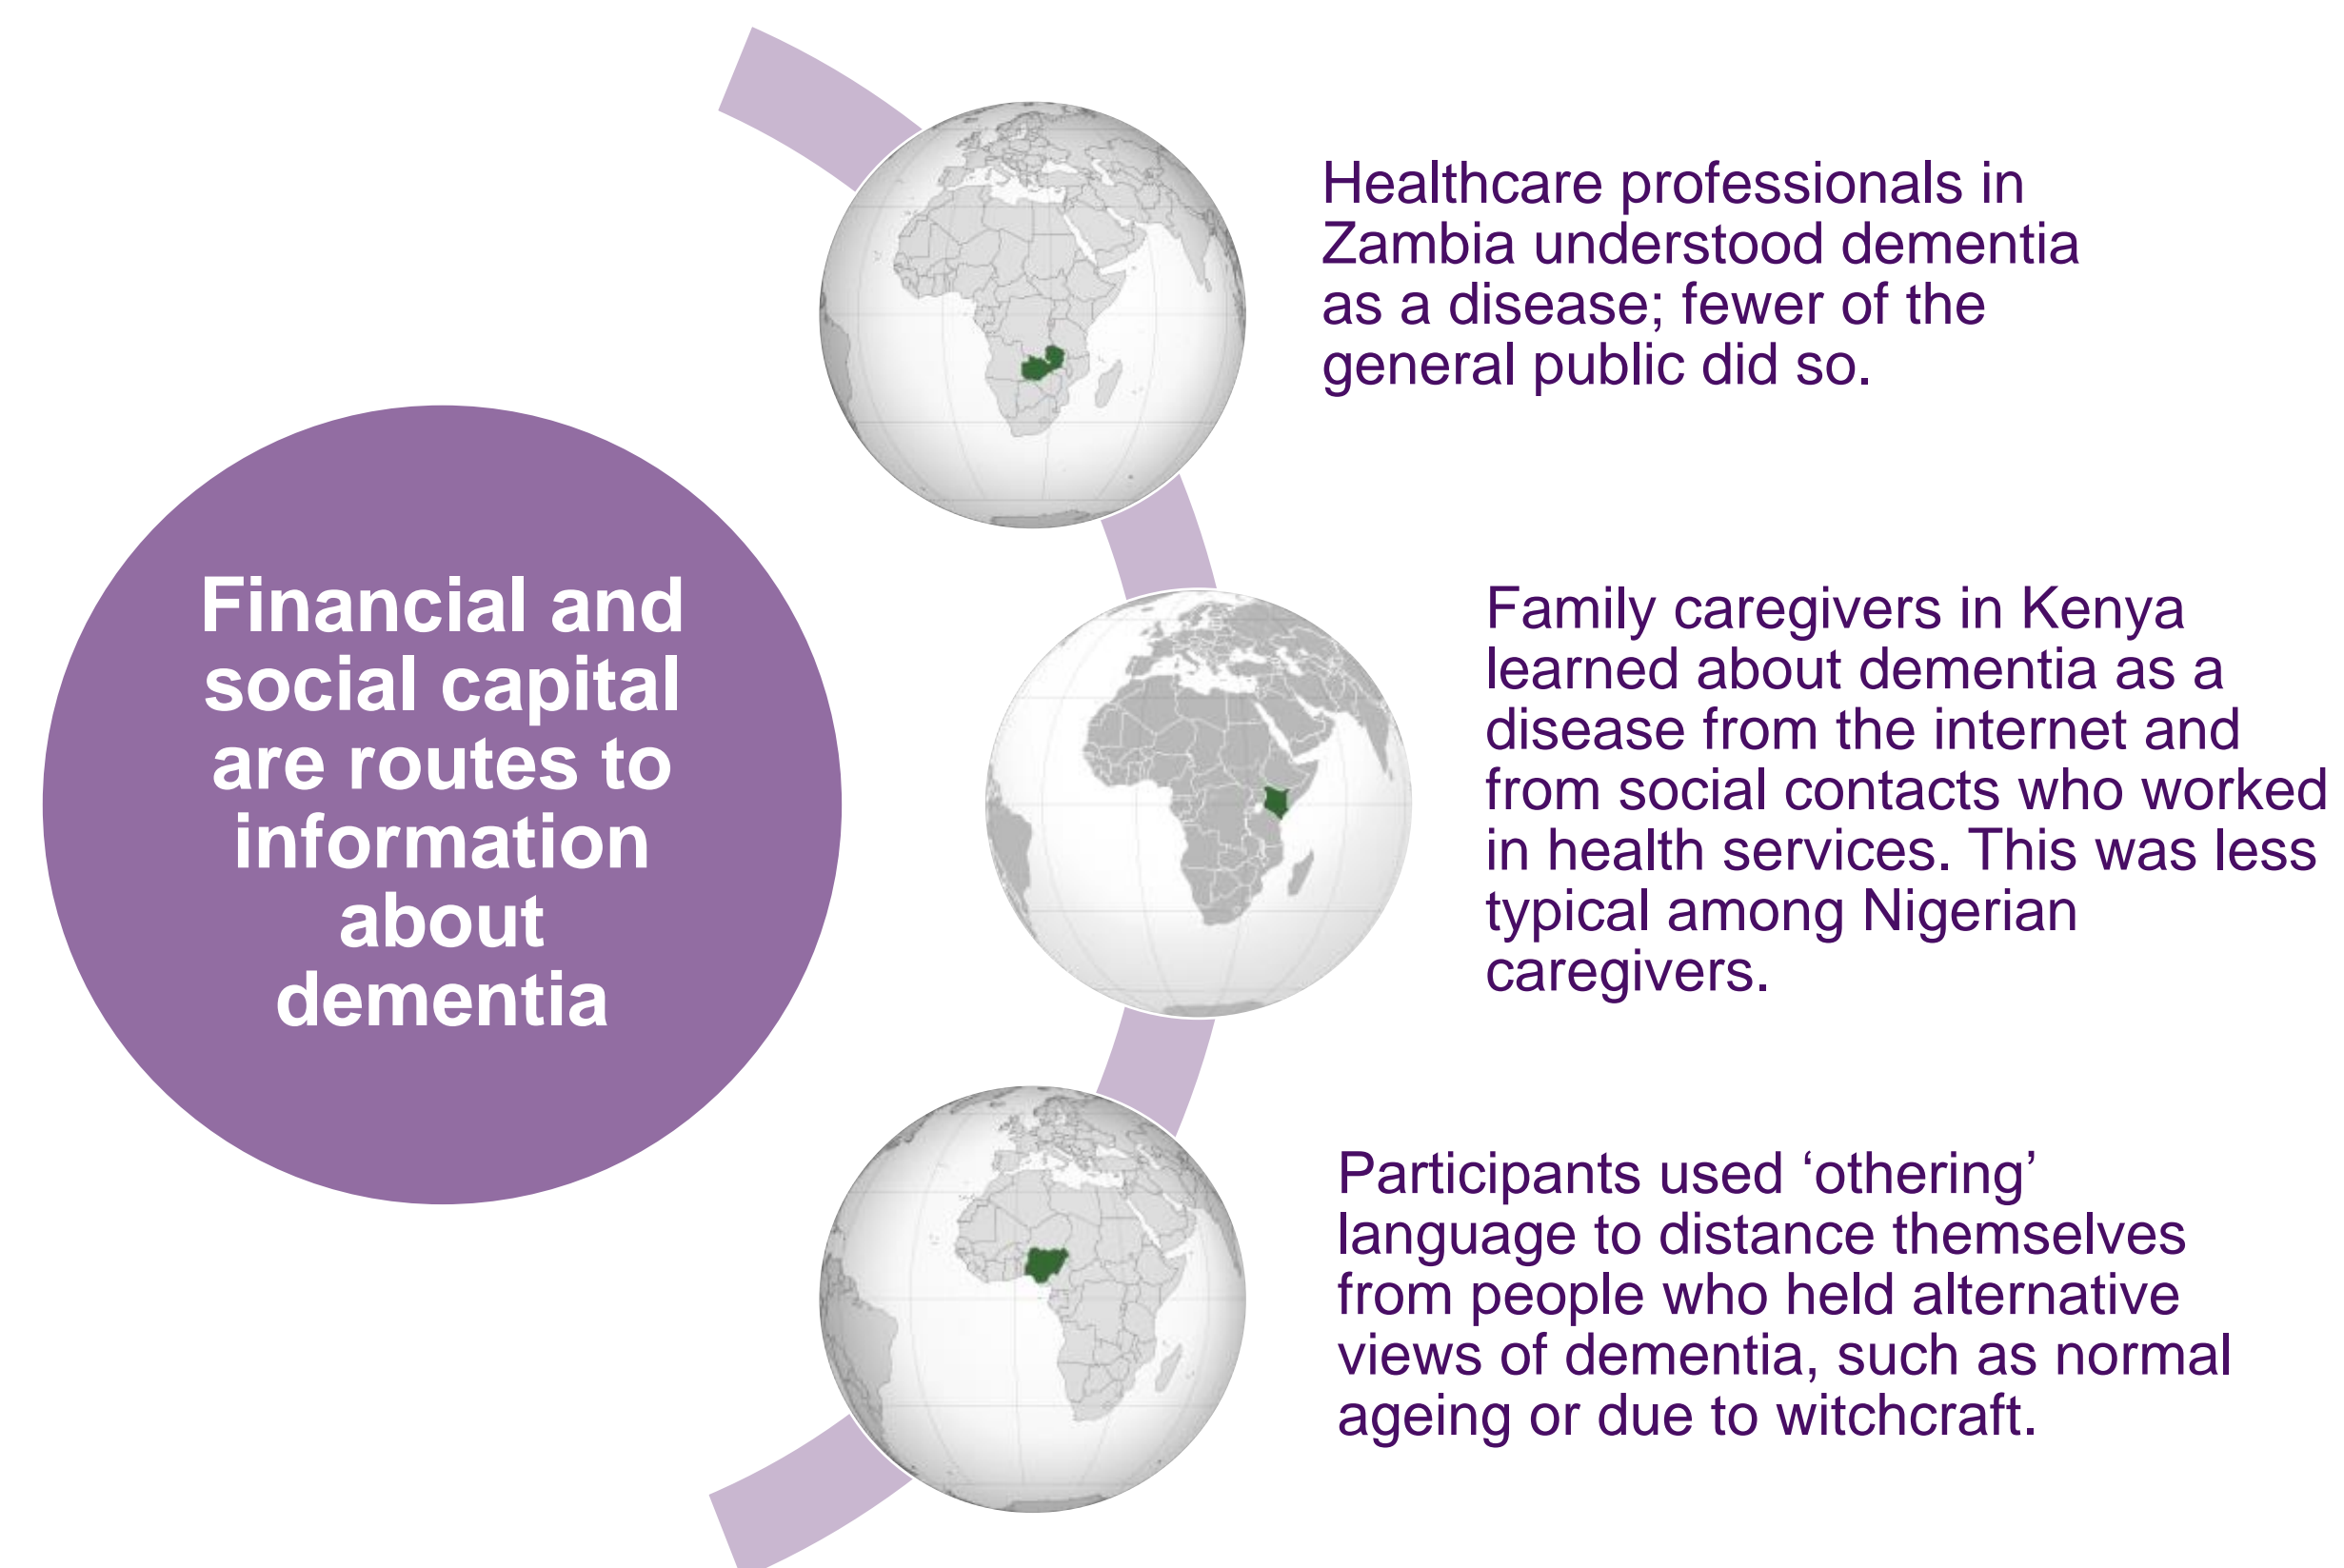 Financial and
social capital
are routes to
information
about
dementia
Healthcare professionals in
Zambia understood dementia
as a disease; fewer of the
general public did so.
Family caregivers in Kenya
learned about dementia as a
disease from the internet and
from social contacts who worked
in health services. This was less
typical among Nigerian
caregivers.
Participants used ‘othering’
language to distance themselves
from people who held alternative
views of dementia, such as normal
ageing or due to witchcraft.